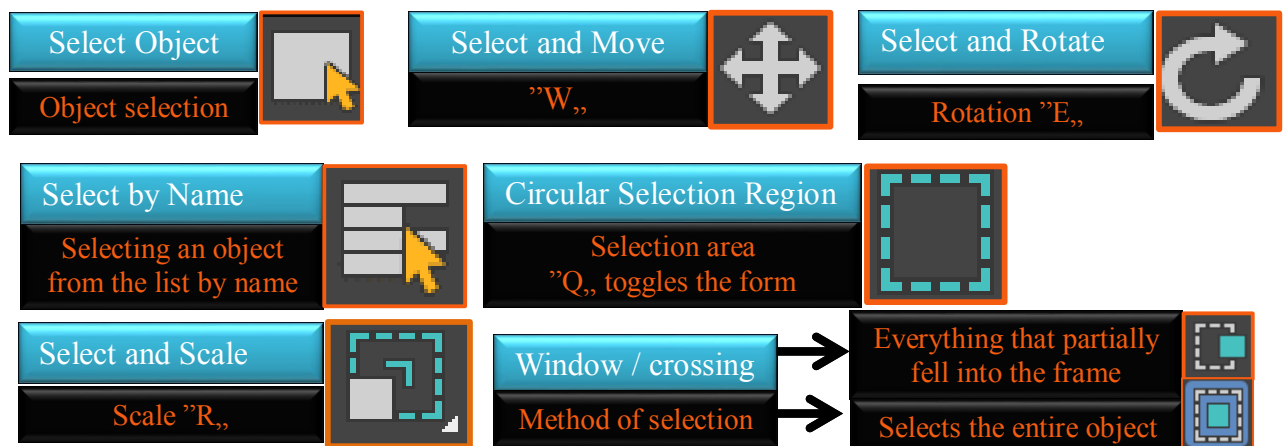 Select Object
Object selection
Select and Move
”W„
Select and Rotate
Rotation ”E„
Select by Name
Selecting an object
from the list by name
Circular Selection Region
Selection area
”Q„ toggles the form
Select and Scale
Scale ”R„
Window / crossing
Method of selection
Everything that partially
fell into the frame
Selects the entire object